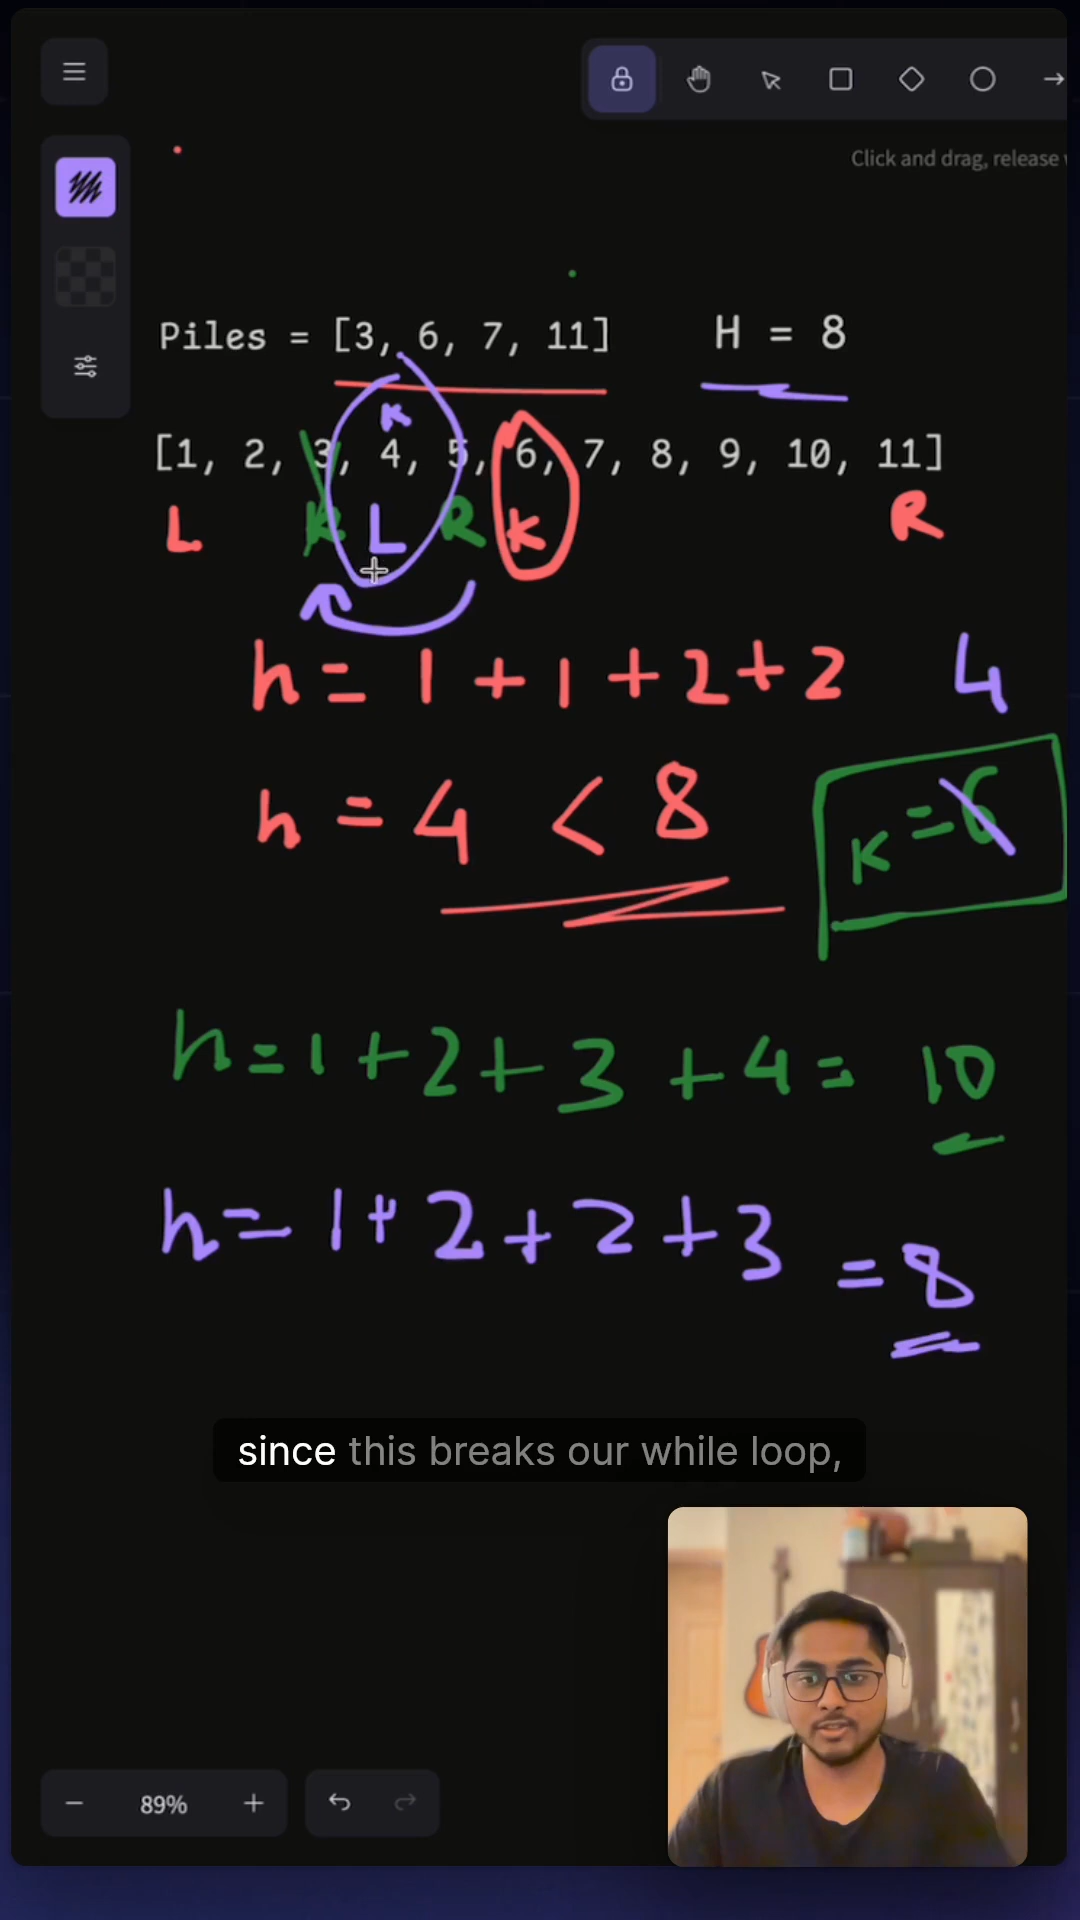 Click and drag, release
Piles = [3, 6, 7, 11] H = 8
K
[1, 2, 3, 4, 5, 6, 7, 8, 9, 10, 11]
L K L R K R
h = 1 + 1 + 2 + 2 4
h = 4 < 8 K = 6
h = 1 + 2 + 3 + 4 = 10
h = 1 + 2 + 2 + 3 = 8
since this breaks our while loop,
89%